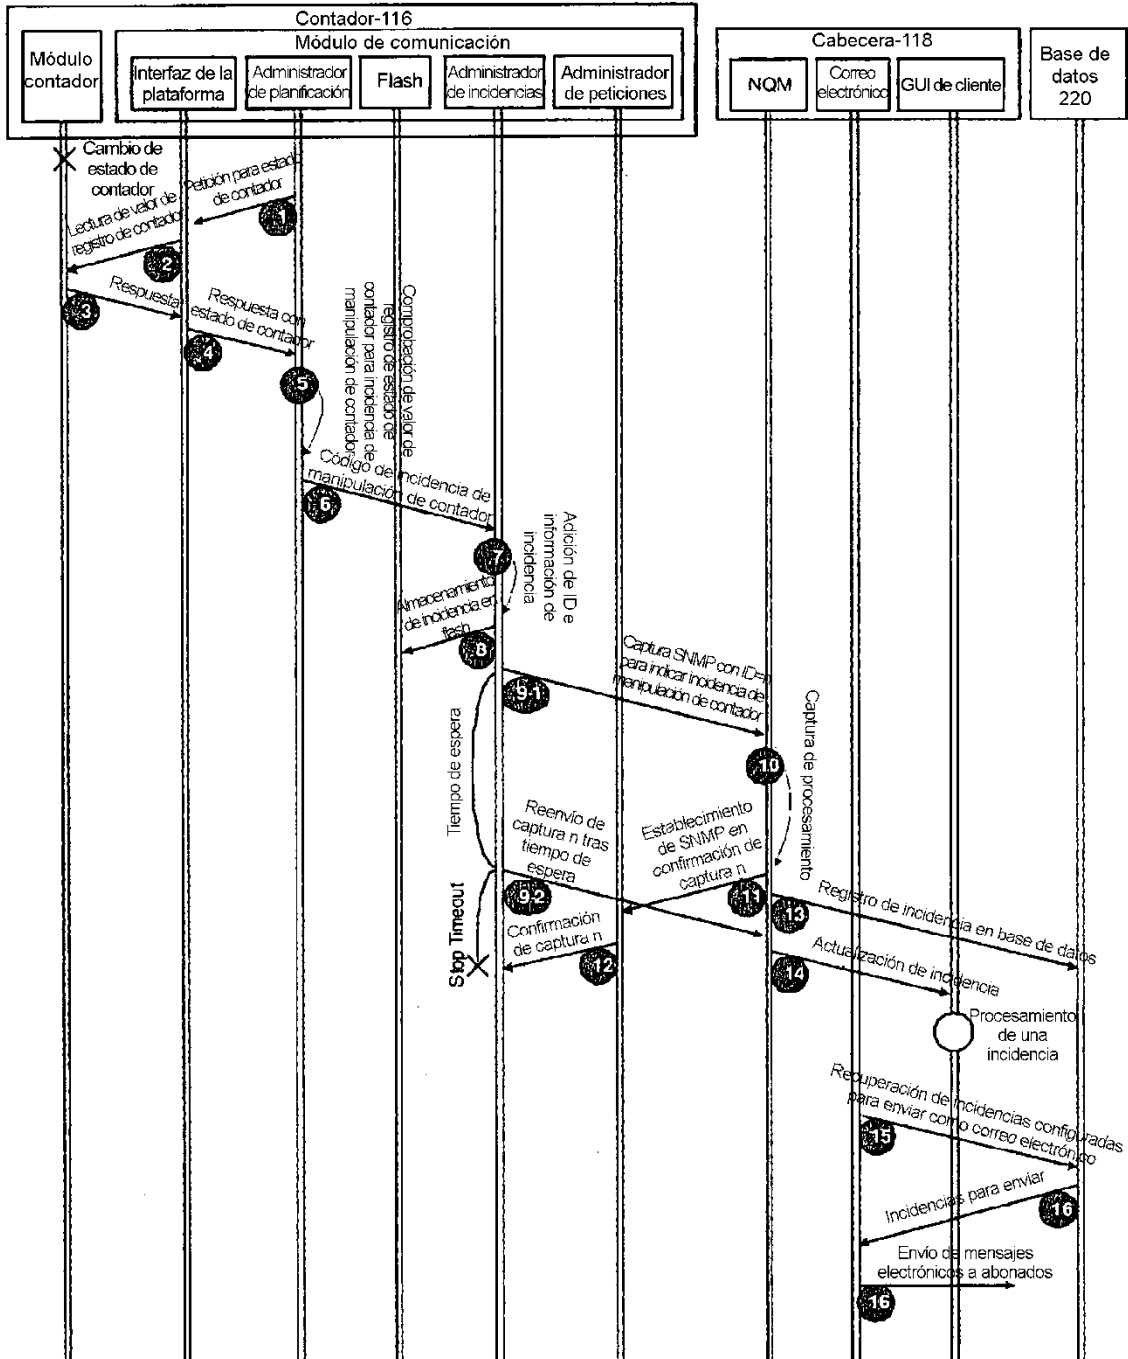 Contador-116
Módulo
contador
Módulo de comunicación
Interfaz de la
plataforma
Administrador
de planificación
Flash
Administrador
de incidencias
Administrador
de peticiones
Cabecera-118
NQM
Correo
electrónico
GUI de cliente
Base de
datos
220
Cambio de
estado de
contador
Petición para estado
de contador
1
Lectura de valor de
registro de contador
2
Respuesta
3
Respuesta con
estado de contador
4
5
Comprobación de valor de
registro de estado de
contador para incidencia de
manipulación de contador
Código de incidencia de
manipulación de contador
6
7
Adición de ID e
información de
incidencia
Almacenamiento
de incidencia en
flash
8
Captura SNMP con ID=n
para indicar incidencia de
manipulación de contador
9-1
Tiempo de espera
10
Captura de procesamiento
Reenvío de
captura n tras
tiempo de
espera
9-2
Establecimiento
de SNMP en
confirmación de
captura n
11
Stop Timeout
Confirmación
de captura n
12
Registro de incidencia en base de datos
13
Actualización de incidencia
14
Procesamiento
de una
incidencia
Recuperación de incidencias configuradas
para enviar como correo electrónico
15
Incidencias para enviar
16
Envío de mensajes
electrónicos a abonados
16